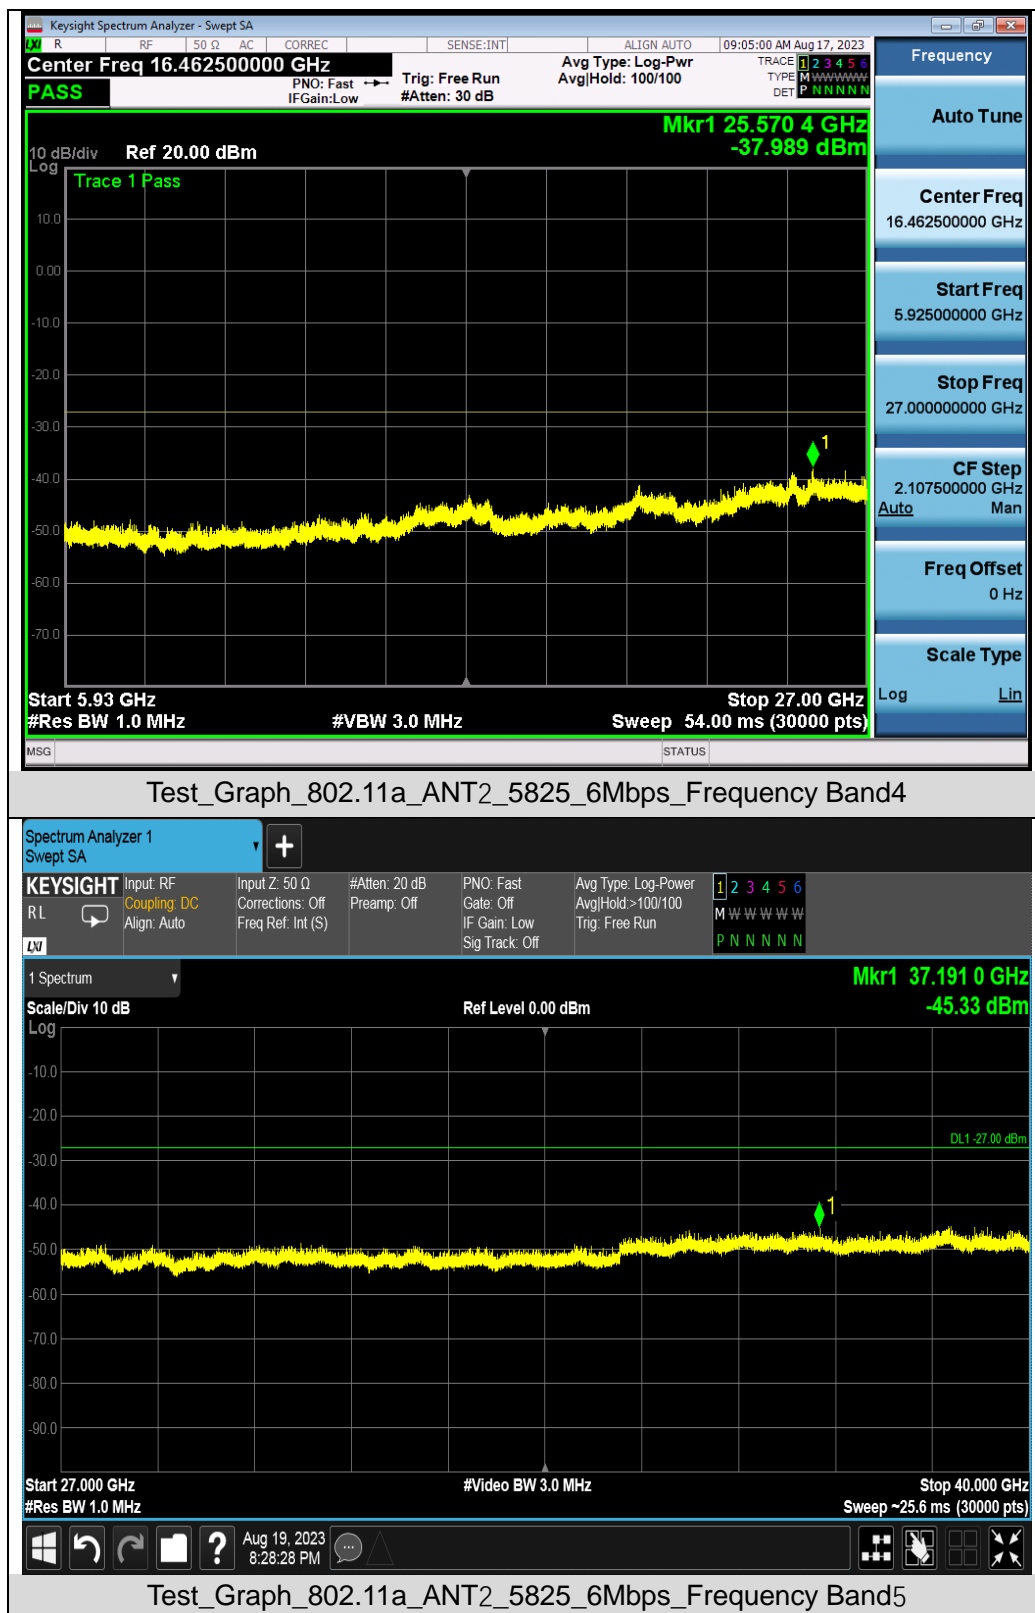 Keysight Spectrum Analyzer - Swept SA
LXI R RF 50 Ω AC CORREC SENSE:INT ALIGN AUTO 09:05:00 AM Aug 17, 2023
Center Freq 16.462500000 GHz
PNO: Fast
IFGain:Low
Trig: Free Run
#Atten: 30 dB
Avg Type: Log-Pwr
Avg|Hold: 100/100
TRACE 1 2 3 4 5 6
TYPE M W W W W W
DET P N N N N N
PASS
Mkr1 25.570 4 GHz
-37.989 dBm
10 dB/div Ref 20.00 dBm
Log
Trace 1 Pass
10.0
0.00
-10.0
-20.0
-30.0
-40.0
-50.0
-60.0
-70.0
1
Start 5.93 GHz Stop 27.00 GHz
#Res BW 1.0 MHz #VBW 3.0 MHz Sweep 54.00 ms (30000 pts)
MSG STATUS
Frequency
Auto Tune
Center Freq
16.462500000 GHz
Start Freq
5.925000000 GHz
Stop Freq
27.000000000 GHz
CF Step
2.107500000 GHz
Auto Man
Freq Offset
0 Hz
Scale Type
Log Lin
Test_Graph_802.11a_ANT2_5825_6Mbps_Frequency Band4
Spectrum Analyzer 1
Swept SA
+
KEYSIGHT
RL
LXI
Input: RF
Coupling: DC
Align: Auto
Input Z: 50 Ω
Corrections: Off
Freq Ref: Int (S)
#Atten: 20 dB
Preamp: Off
PNO: Fast
Gate: Off
IF Gain: Low
Sig Track: Off
Avg Type: Log-Power
Avg|Hold:>100/100
Trig: Free Run
1 2 3 4 5 6
M W W W W W
P N N N N N
1 Spectrum
Mkr1 37.191 0 GHz
-45.33 dBm
Scale/Div 10 dB Ref Level 0.00 dBm
Log
-10.0
-20.0
DL1 -27.00 dBm
-30.0
-40.0
1
-50.0
-60.0
-70.0
-80.0
-90.0
Start 27.000 GHz #Video BW 3.0 MHz Stop 40.000 GHz
#Res BW 1.0 MHz Sweep ~25.6 ms (30000 pts)
? Aug 19, 2023
8:28:28 PM
Test_Graph_802.11a_ANT2_5825_6Mbps_Frequency Band5